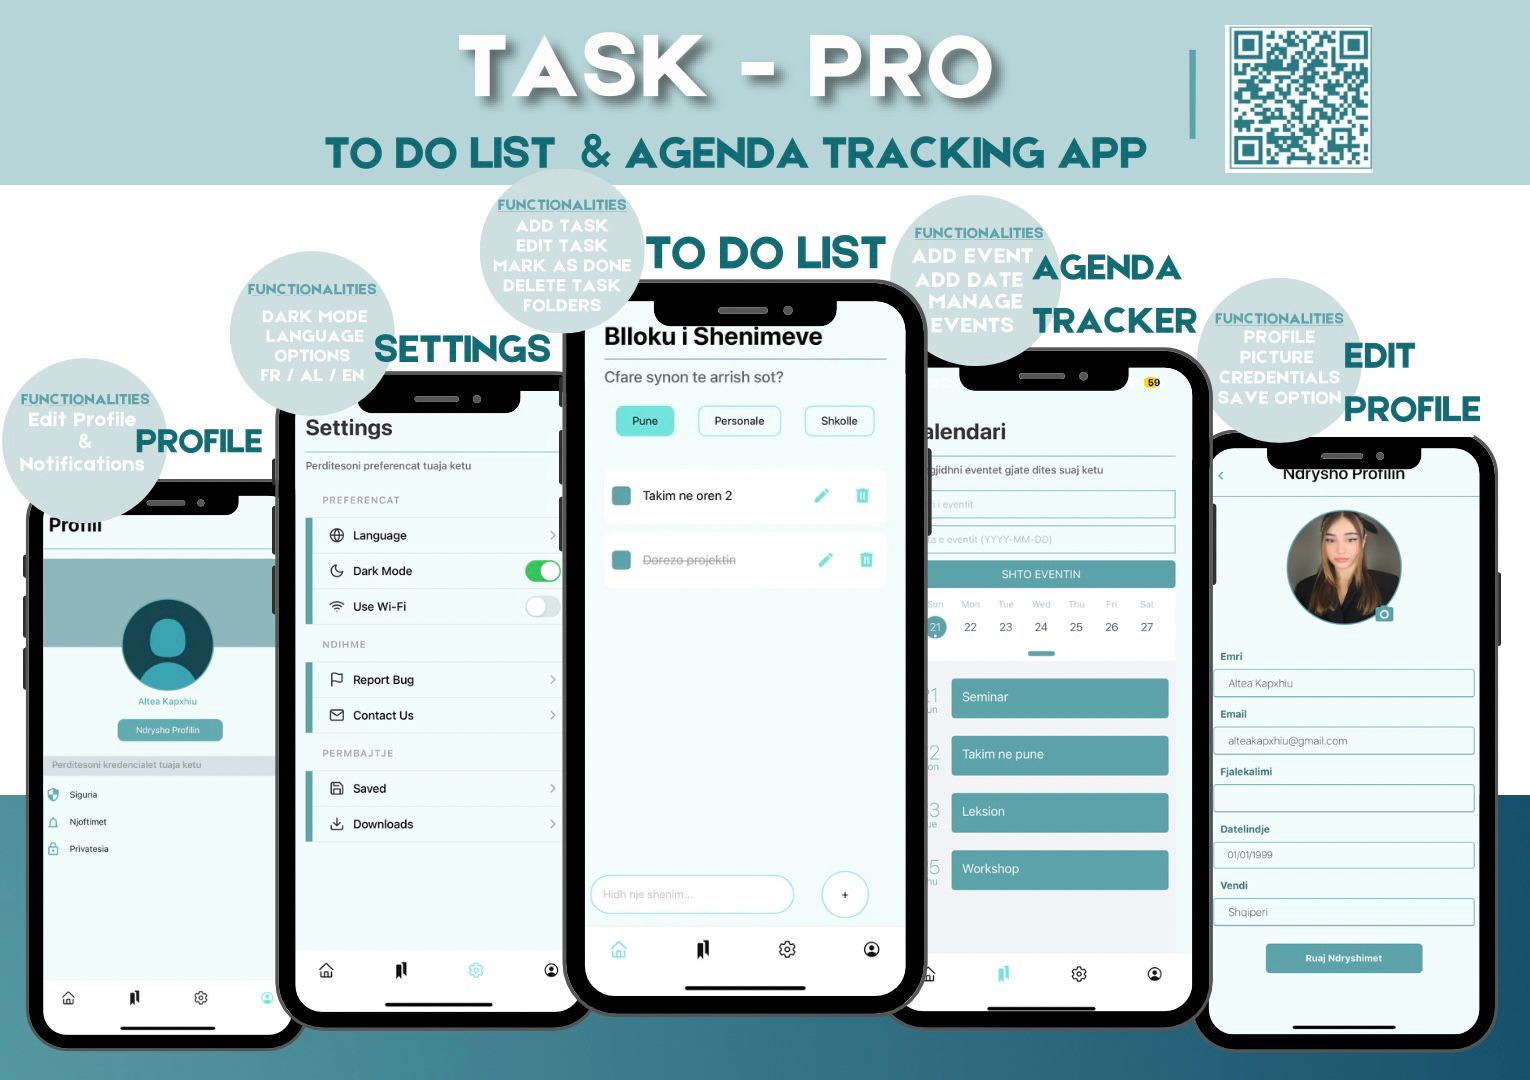 TASK - PRO
TO DO LIST & AGENDA TRACKING APP
FUNCTIONALITIES
Edit Profile
&
Notifications
PROFILE
Profili
Altea Kapxhiu
Ndrysho Profilin
Perditesoni kredencialet tuaja ketu
Siguria
Njoftimet
Privatesia
FUNCTIONALITIES
DARK MODE
LANGUAGE
OPTIONS
FR / AL / EN
SETTINGS
Settings
Perditesoni preferencat tuaja ketu
PREFERENCAT
Language
Dark Mode
Use Wi-Fi
NDIHME
Report Bug
Contact Us
PERMBAJTJE
Saved
Downloads
FUNCTIONALITIES
ADD TASK
EDIT TASK
MARK AS DONE
DELETE TASK
FOLDERS
TO DO LIST
Blloku i Shenimeve
Cfare synon te arrish sot?
Pune Personale Shkolle
Takim ne oren 2
Dorezo projektin
Hidh nje shenim...
+
FUNCTIONALITIES
ADD EVENT
ADD DATE
MANAGE
EVENTS
AGENDA
TRACKER
59
alendari
gjidhni eventet gjate dites suaj ketu
i eventit
ta e eventit (YYYY-MM-DD)
SHTO EVENTIN
Sun Mon Tue Wed Thu Fri Sat
21 22 23 24 25 26 27
Seminar
Takim ne pune
Leksion
Workshop
FUNCTIONALITIES
PROFILE
PICTURE
CREDENTIALS
SAVE OPTION
EDIT
PROFILE
Ndrysho Profilin
Emri
Altea Kapxhiu
Email
alteakapxhiu@gmail.com
Fjalekalimi
Datelindje
01/01/1999
Vendi
Shqiperi
Ruaj Ndryshimet